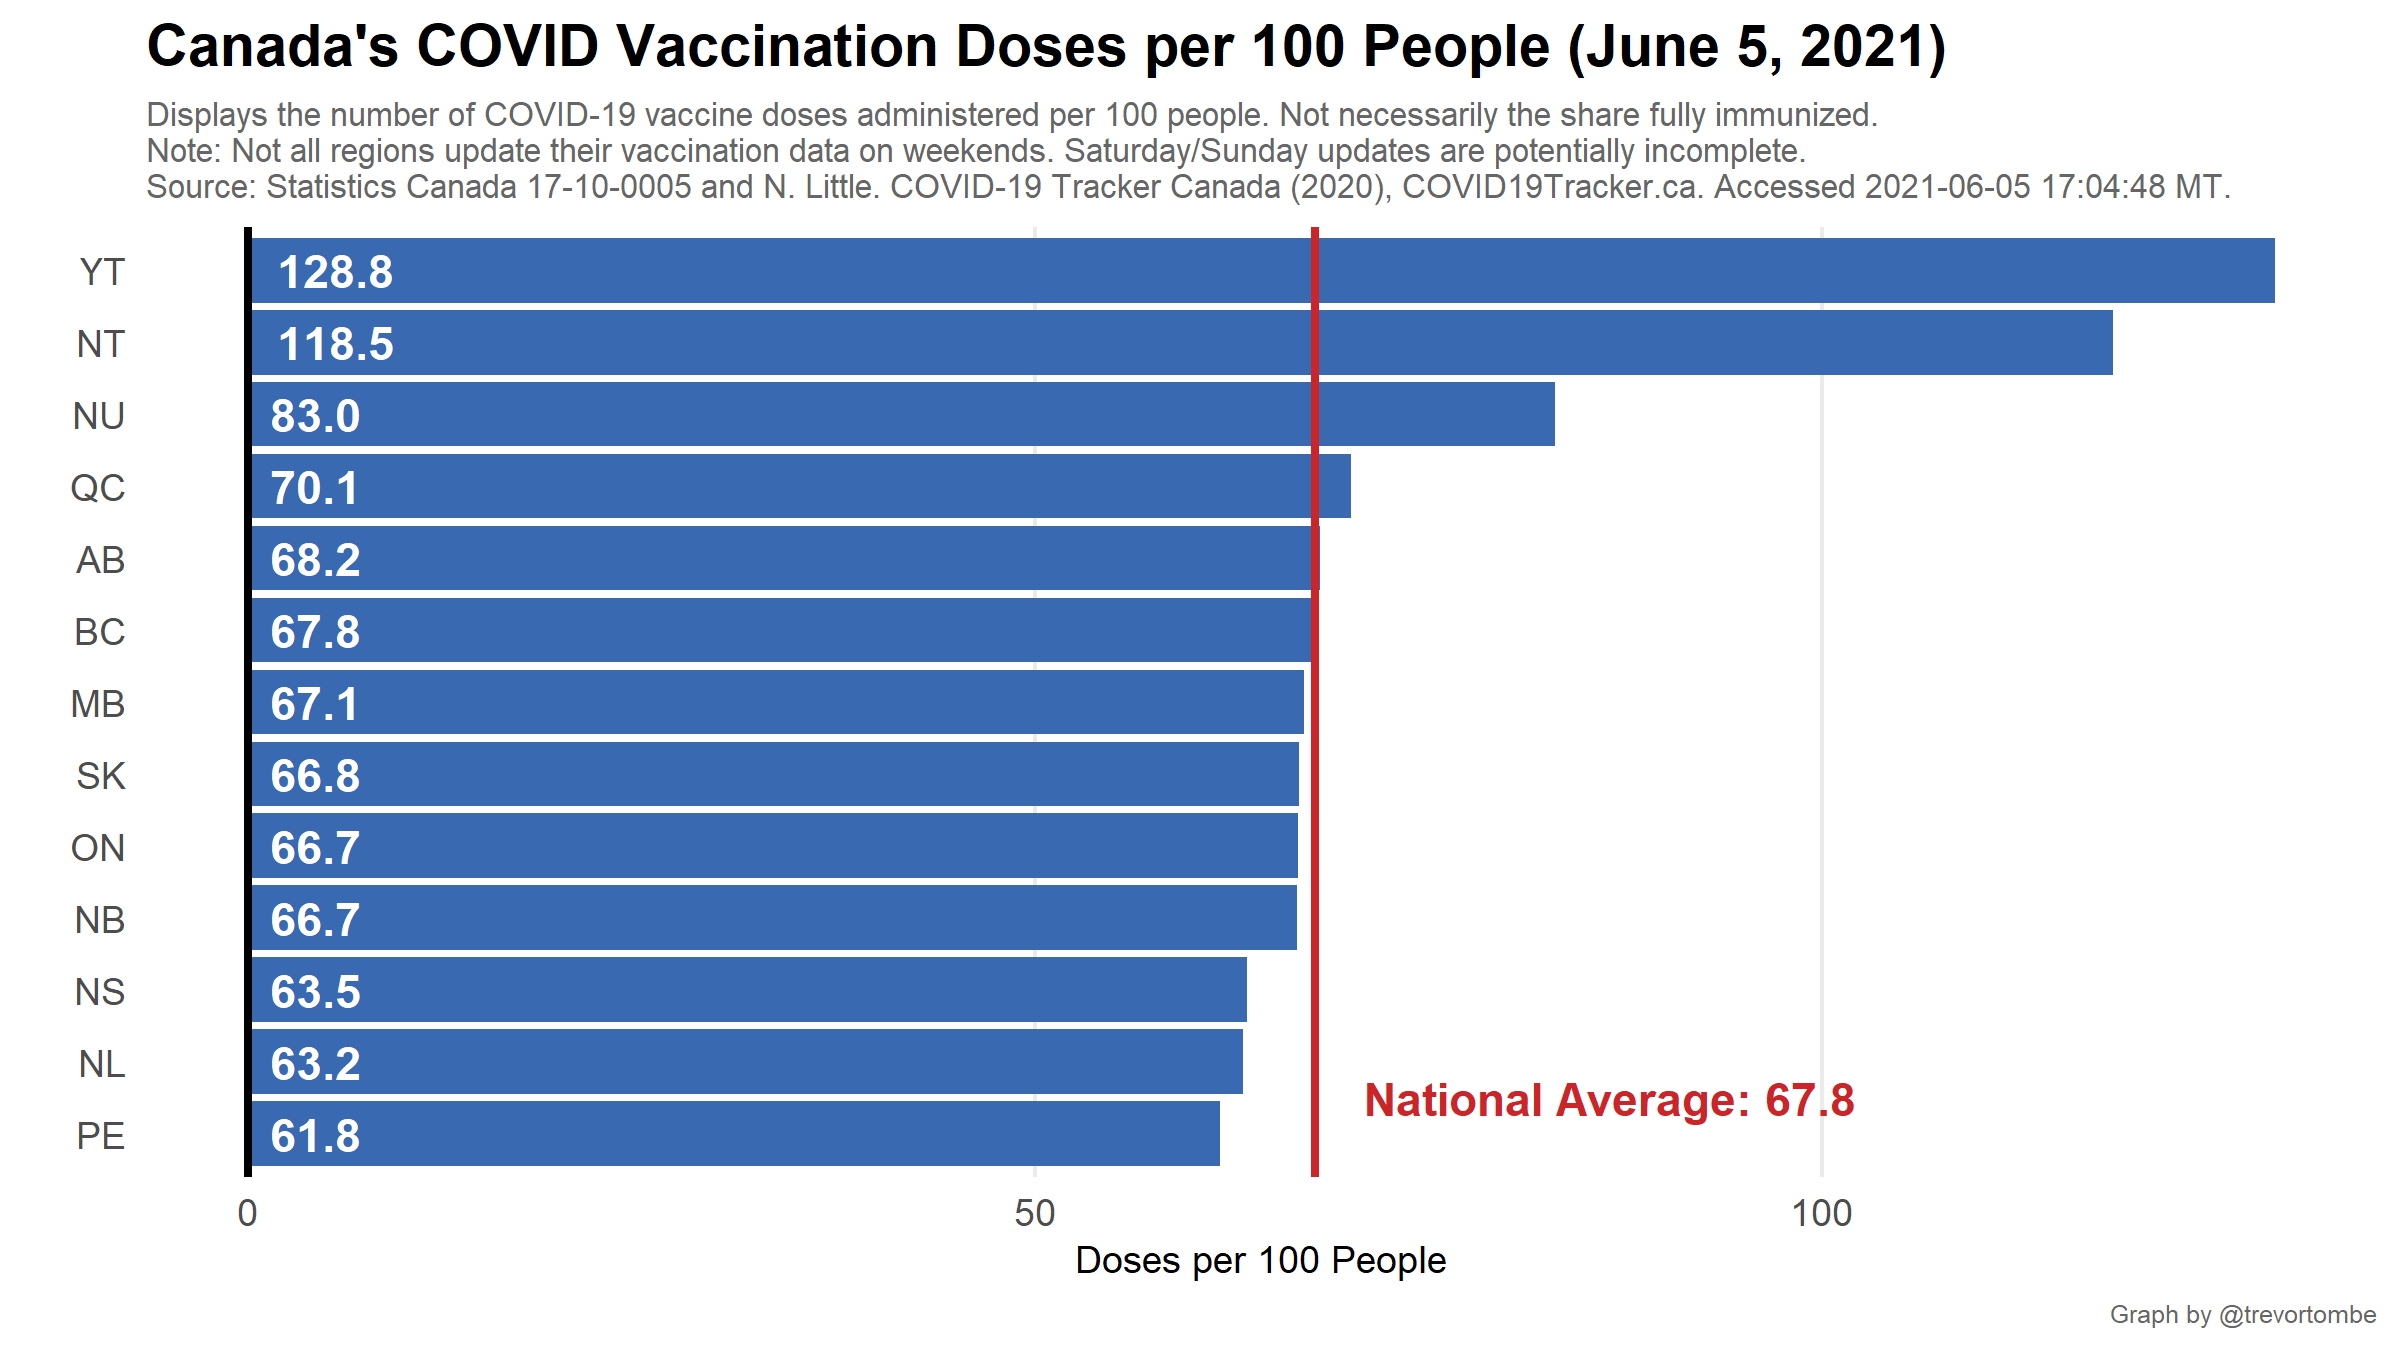 Canada's COVID Vaccination Doses per 100 People (June 5, 2021)
Displays the number of COVID-19 vaccine doses administered per 100 people. Not necessarily the share fully immunized.
Note: Not all regions update their vaccination data on weekends. Saturday/Sunday updates are potentially incomplete.
Source: Statistics Canada 17-10-0005 and N. Little. COVID-19 Tracker Canada (2020), COVID19Tracker.ca. Accessed 2021-06-05 17:04:48 MT.
YT 128.8
NT 118.5
NU 83.0
QC 70.1
AB 68.2
BC 67.8
MB 67.1
SK 66.8
ON 66.7
NB 66.7
NS 63.5
NL 63.2
National Average: 67.8
PE 61.8
0 50 100
Doses per 100 People
Graph by @trevortombe